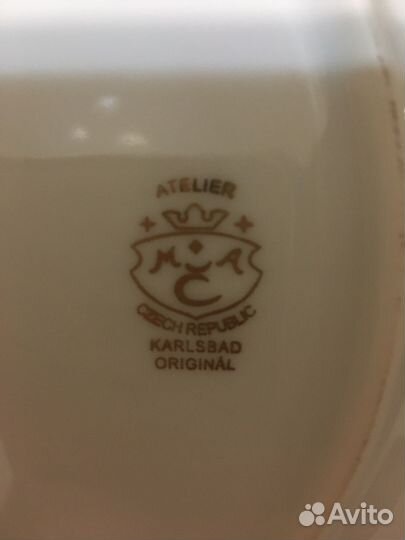 ATELIER
M A
C
CZECH REPUBLIC
KARLSBAD
ORIGINÁL
Avito